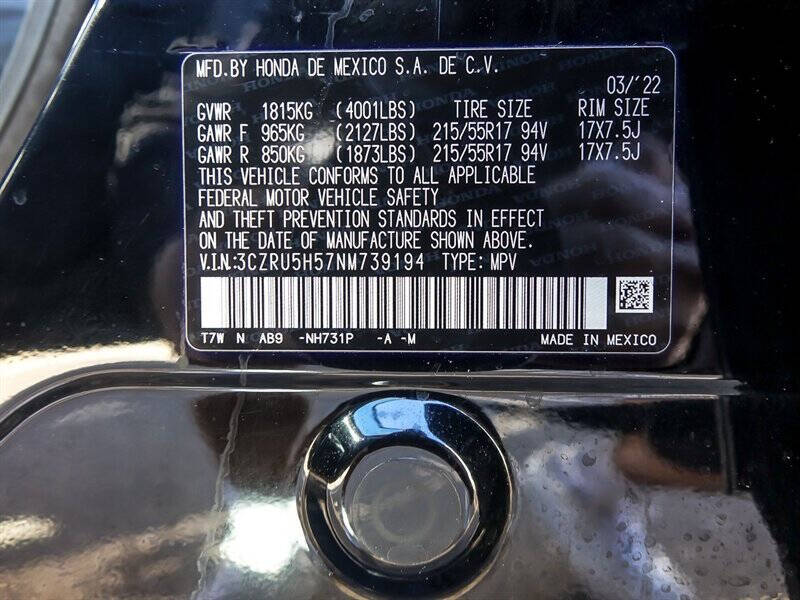 MFD.BY HONDA DE MEXICO S.A. DE C.V.
03/'22
GVWR 1815KG (4001LBS) TIRE SIZE RIM SIZE
GAWR F 965KG (2127LBS) 215/55R17 94V 17X7.5J
GAWR R 850KG (1873LBS) 215/55R17 94V 17X7.5J
THIS VEHICLE CONFORMS TO ALL APPLICABLE
FEDERAL MOTOR VEHICLE SAFETY
AND THEFT PREVENTION STANDARDS IN EFFECT
ON THE DATE OF MANUFACTURE SHOWN ABOVE.
V.I.N:3CZRU5H57NM739194 TYPE: MPV
T7W N AB9 -NH731P -A -M MADE IN MEXICO